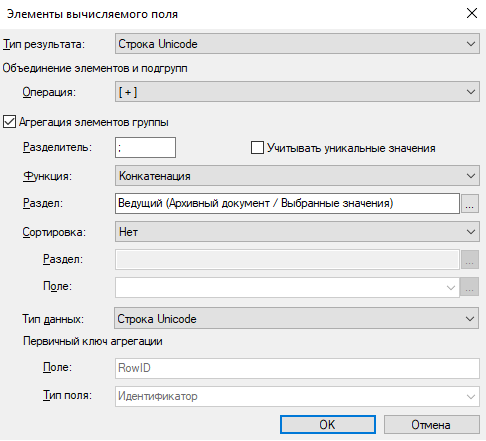 Элементы вычисляемого поля
Тип результата: Строка Unicode
Объединение элементов и подгрупп
Операция: [ + ]
Агрегация элементов группы
Разделитель: ; Учитывать уникальные значения
Функция: Конкатенация
Раздел: Ведущий (Архивный документ / Выбранные значения) ...
Сортировка: Нет
Раздел: ...
Поле: ...
Тип данных: Строка Unicode
Первичный ключ агрегации
Поле: RowID
Тип поля: Идентификатор
OK Отмена